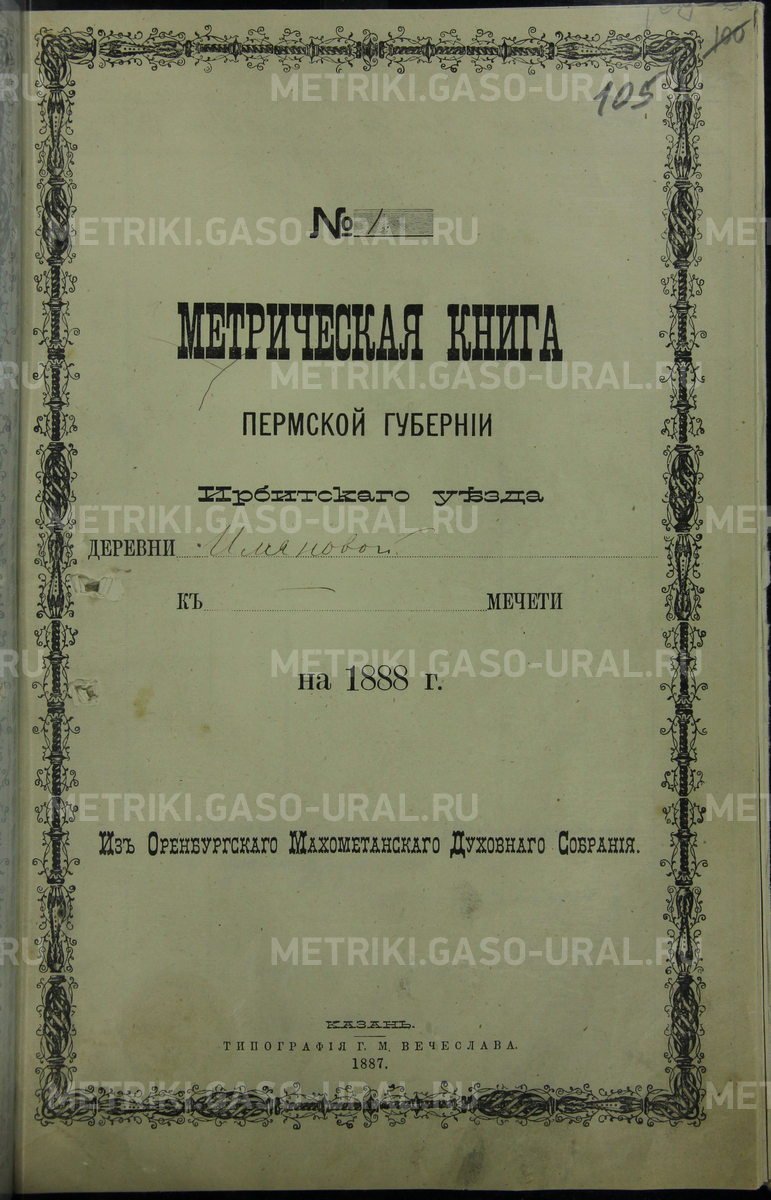 105
№ 1.
МЕТРИЧЕСКАЯ КНИГА
ПЕРМСКОЙ ГУБЕРНІИ
Ирбитскаго уѣзда
ДЕРЕВНИ Имяновой
КЪ МЕЧЕТИ
на 1888 г.
Изъ Оренбургскаго Махометанскаго Духовнаго Собранія.
КАЗАНЬ.
ТИПОГРАФІЯ Г. М. ВЕЧЕСЛАВА.
1887.
METRIKI.GASO-URAL.RU